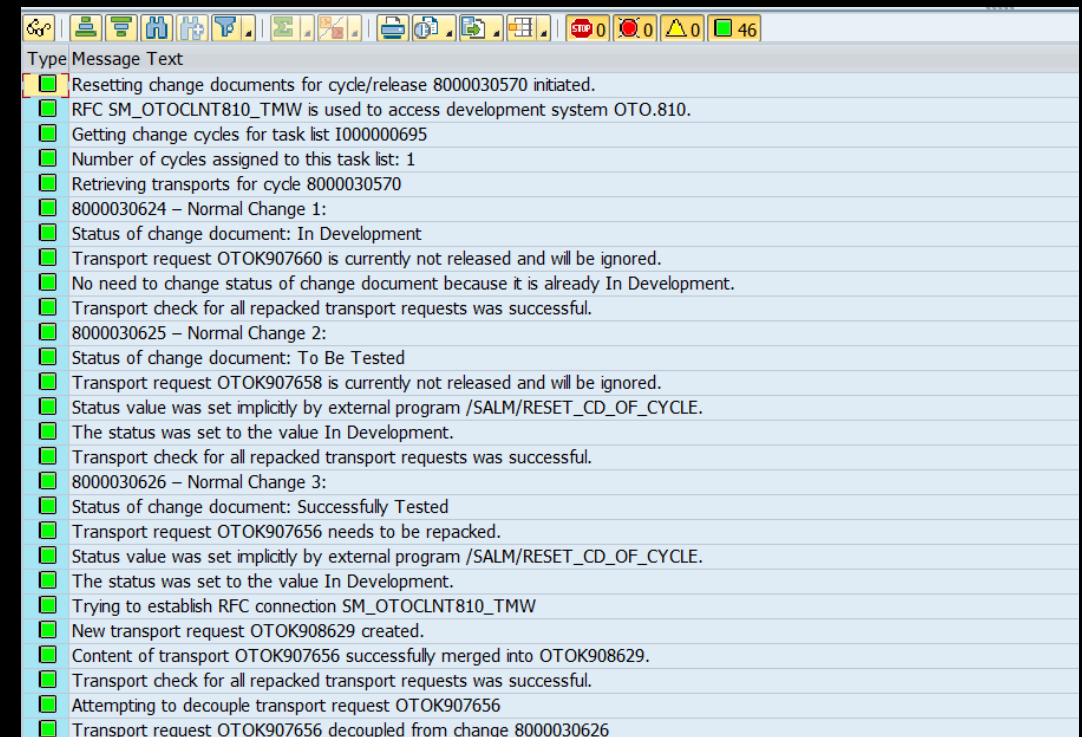 STOP 0 0 0 46
Type Message Text
Resetting change documents for cycle/release 8000030570 initiated.
RFC SM_OTOCLNT810_TMW is used to access development system OTO.810.
Getting change cycles for task list I000000695
Number of cycles assigned to this task list: 1
Retrieving transports for cycle 8000030570
8000030624 – Normal Change 1:
Status of change document: In Development
Transport request OTOK907660 is currently not released and will be ignored.
No need to change status of change document because it is already In Development.
Transport check for all repacked transport requests was successful.
8000030625 – Normal Change 2:
Status of change document: To Be Tested
Transport request OTOK907658 is currently not released and will be ignored.
Status value was set implicitly by external program /SALM/RESET_CD_OF_CYCLE.
The status was set to the value In Development.
Transport check for all repacked transport requests was successful.
8000030626 – Normal Change 3:
Status of change document: Successfully Tested
Transport request OTOK907656 needs to be repacked.
Status value was set implicitly by external program /SALM/RESET_CD_OF_CYCLE.
The status was set to the value In Development.
Trying to establish RFC connection SM_OTOCLNT810_TMW
New transport request OTOK908629 created.
Content of transport OTOK907656 successfully merged into OTOK908629.
Transport check for all repacked transport requests was successful.
Attempting to decouple transport request OTOK907656
Transport request OTOK907656 decoupled from change 8000030626